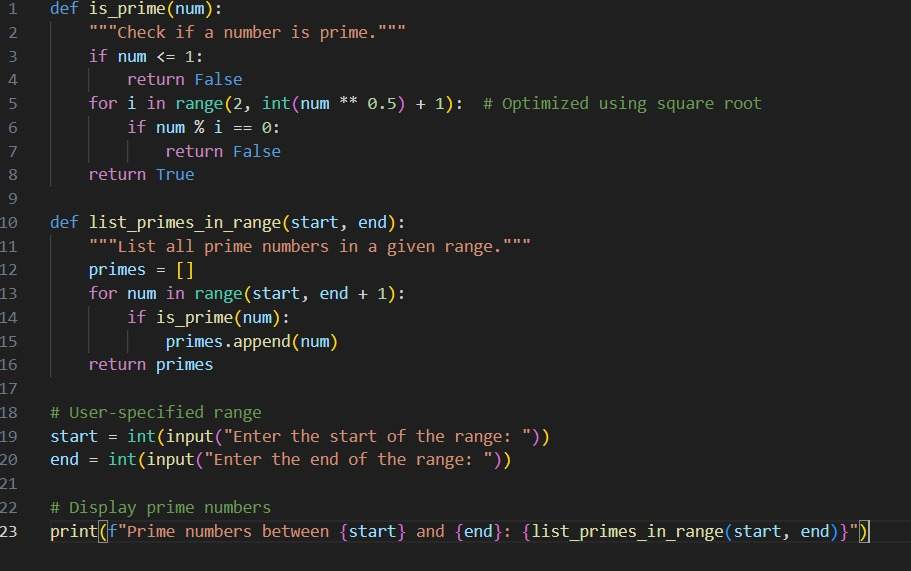 1 def is_prime(num):
2     """Check if a number is prime."""
3     if num <= 1:
4         return False
5     for i in range(2, int(num ** 0.5) + 1):  # Optimized using square root
6         if num % i == 0:
7             return False
8     return True
9
10 def list_primes_in_range(start, end):
11     """List all prime numbers in a given range."""
12     primes = []
13     for num in range(start, end + 1):
14         if is_prime(num):
15             primes.append(num)
16     return primes
17
18 # User-specified range
19 start = int(input("Enter the start of the range: "))
20 end = int(input("Enter the end of the range: "))
21
22 # Display prime numbers
23 print(f"Prime numbers between {start} and {end}: {list_primes_in_range(start, end)}")